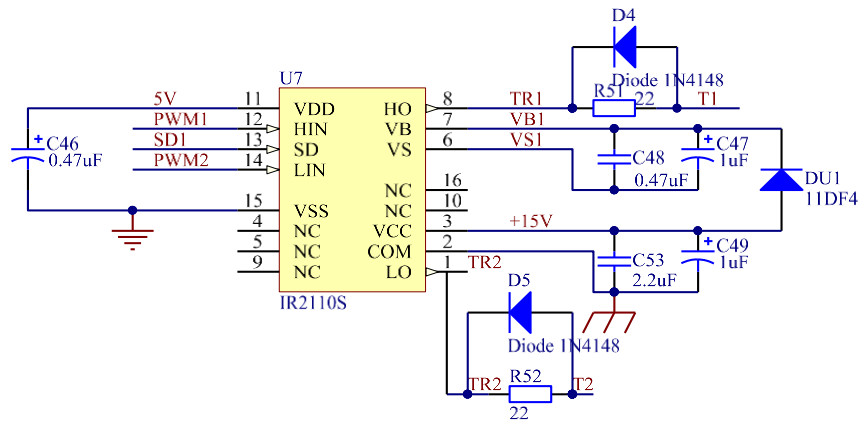 D4
Diode 1N4148
U7
R51
22
T1
5V
11
VDD
HO
8
TR1
PWM1
12
HIN
VB
7
VB1
SD1
13
SD
VS
6
VS1
PWM2
14
LIN
C46
0.47uF
C48
0.47uF
C47
1uF
NC
16
DU1
11DF4
15
VSS
NC
10
4
NC
VCC
3
+15V
5
NC
COM
2
9
NC
LO
1
TR2
C53
2.2uF
C49
1uF
IR2110S
D5
Diode 1N4148
TR2
R52
T2
22